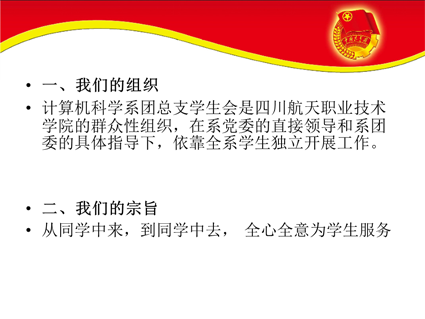 • 一、我们的组织
• 计算机科学系团总支学生会是四川航天职业技术
学院的群众性组织，在系党委的直接领导和系团
委的具体指导下，依靠全系学生独立开展工作。
• 二、我们的宗旨
• 从同学中来，到同学中去， 全心全意为学生服务